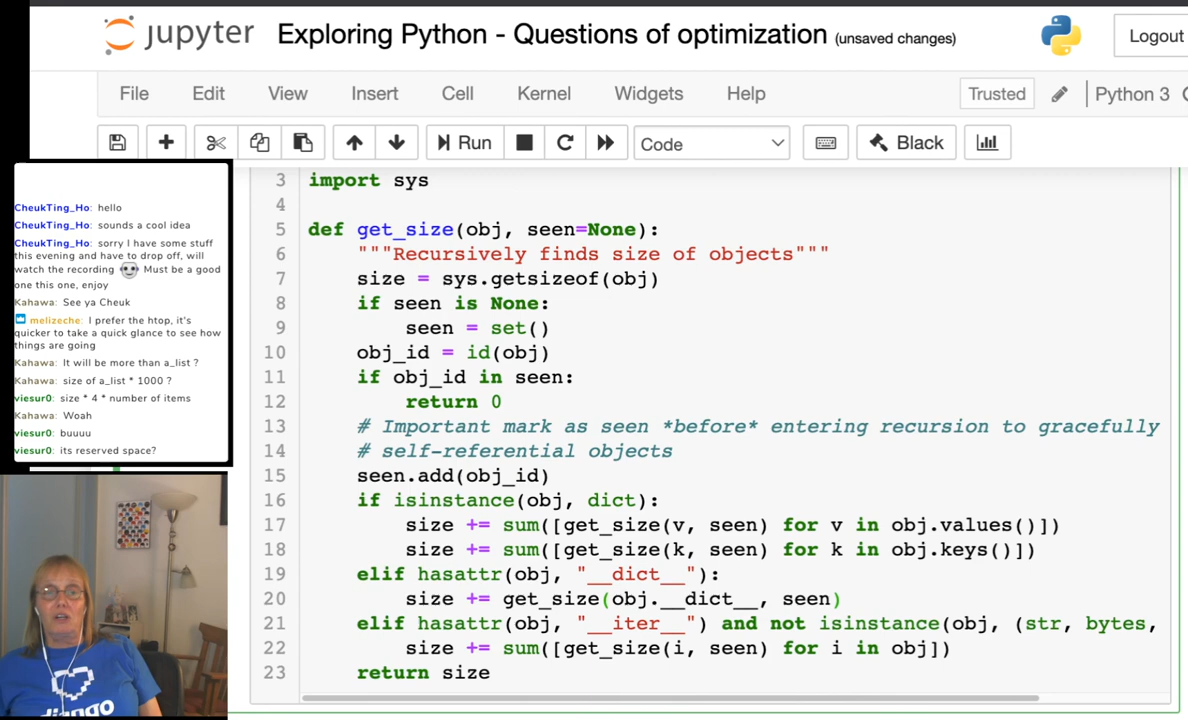 jupyter Exploring Python - Questions of optimization (unsaved changes) Logout
File Edit View Insert Cell Kernel Widgets Help Trusted Python 3
Run Code Black
CheukTing_Ho: hello
CheukTing_Ho: sounds a cool idea
CheukTing_Ho: sorry I have some stuff
this evening and have to drop off, will
watch the recording Must be a good
one this one, enjoy
Kahawa: See ya Cheuk
melizeche: I prefer the htop, it's
quicker to take a quick glance to see how
things are going
Kahawa: It will be more than a_list ?
Kahawa: size of a_list * 1000 ?
viesur0: size * 4 * number of items
Kahawa: Woah
viesur0: buuuu
viesur0: its reserved space?
django
3 import sys
4
5 def get_size(obj, seen=None):
6     """Recursively finds size of objects"""
7     size = sys.getsizeof(obj)
8     if seen is None:
9         seen = set()
10     obj_id = id(obj)
11     if obj_id in seen:
12         return 0
13     # Important mark as seen *before* entering recursion to gracefully
14     # self-referential objects
15     seen.add(obj_id)
16     if isinstance(obj, dict):
17         size += sum([get_size(v, seen) for v in obj.values()])
18         size += sum([get_size(k, seen) for k in obj.keys()])
19     elif hasattr(obj, "__dict__"):
20         size += get_size(obj.__dict__, seen)
21     elif hasattr(obj, "__iter__") and not isinstance(obj, (str, bytes,
22         size += sum([get_size(i, seen) for i in obj])
23     return size